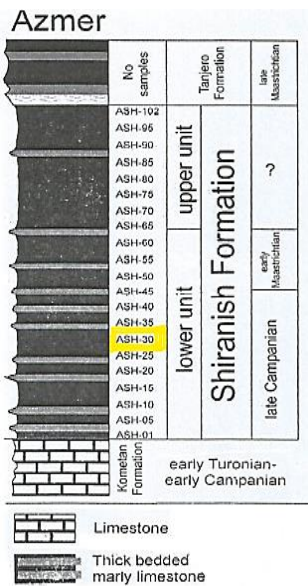 Azmer
No samples
Tanjero Formation
late Maastrichtian
ASH-102
ASH-95
ASH-90
ASH-85
ASH-80
ASH-75
ASH-70
ASH-65
ASH-60
ASH-55
ASH-50
ASH-45
ASH-40
ASH-35
ASH-30
ASH-25
ASH-20
ASH-15
ASH-10
ASH-05
ASH-01
upper unit
lower unit
Shiranish Formation
?
early Maastrichtian
late Campanian
Kometan Formation
early Turonian-
early Campanian
Limestone
Thick bedded
marly limestone